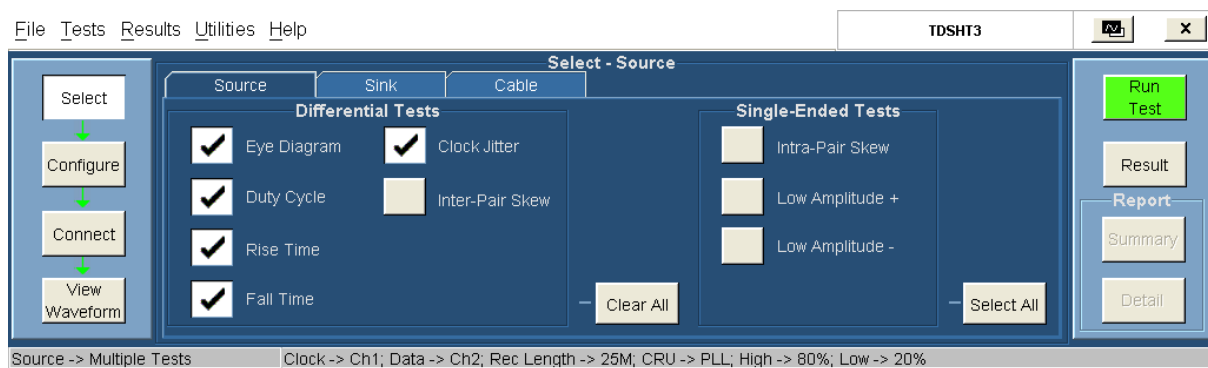 File Tests Results Utilities Help
TDSHT3
x
Select - Source
Select
Configure
Connect
View
Waveform
Source
Sink
Cable
Differential Tests
Eye Diagram
Clock Jitter
Duty Cycle
Inter-Pair Skew
Rise Time
Fall Time
Clear All
Single-Ended Tests
Intra-Pair Skew
Low Amplitude +
Low Amplitude -
Select All
Run
Test
Result
Report
Summary
Detail
Source -> Multiple Tests
Clock -> Ch1; Data -> Ch2; Rec Length -> 25M; CRU -> PLL; High -> 80%; Low -> 20%